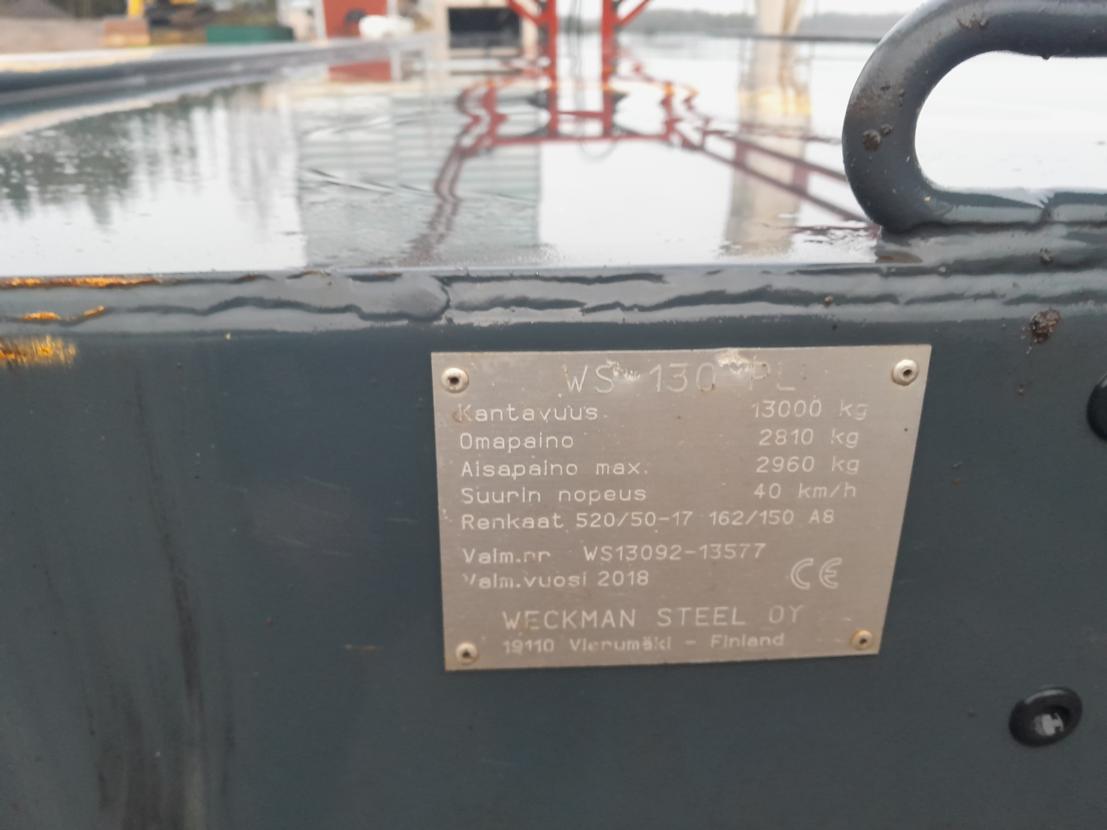 WS-130 PL
Kantavuus 13000 kg
Omapaino 2810 kg
Aisapaino max. 2960 kg
Suurin nopeus 40 km/h
Renkaat 520/50-17 162/150 A8
Valm.nr WS13092-13577
Valm.vuosi 2018 CE
WECKMAN STEEL OY
19110 Vierumäki - Finland